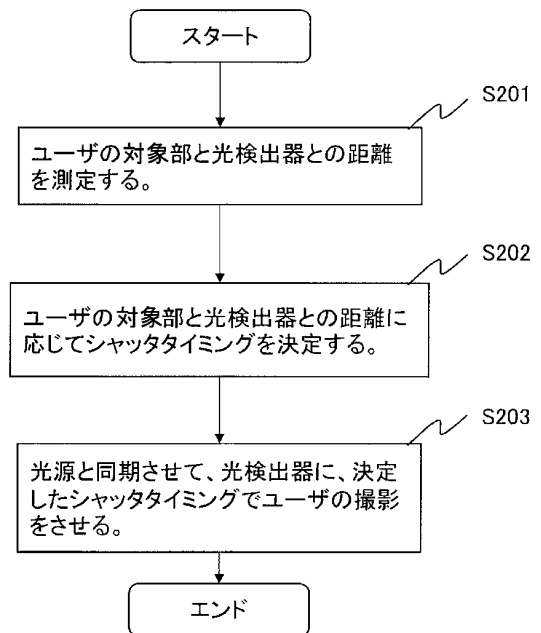 スタート
S201
ユーザの対象部と光検出器との距離
を測定する。
S202
ユーザの対象部と光検出器との距離に
応じてシャッタタイミングを決定する。
S203
光源と同期させて、光検出器に、決定
したシャッタタイミングでユーザの撮影
をさせる。
エンド